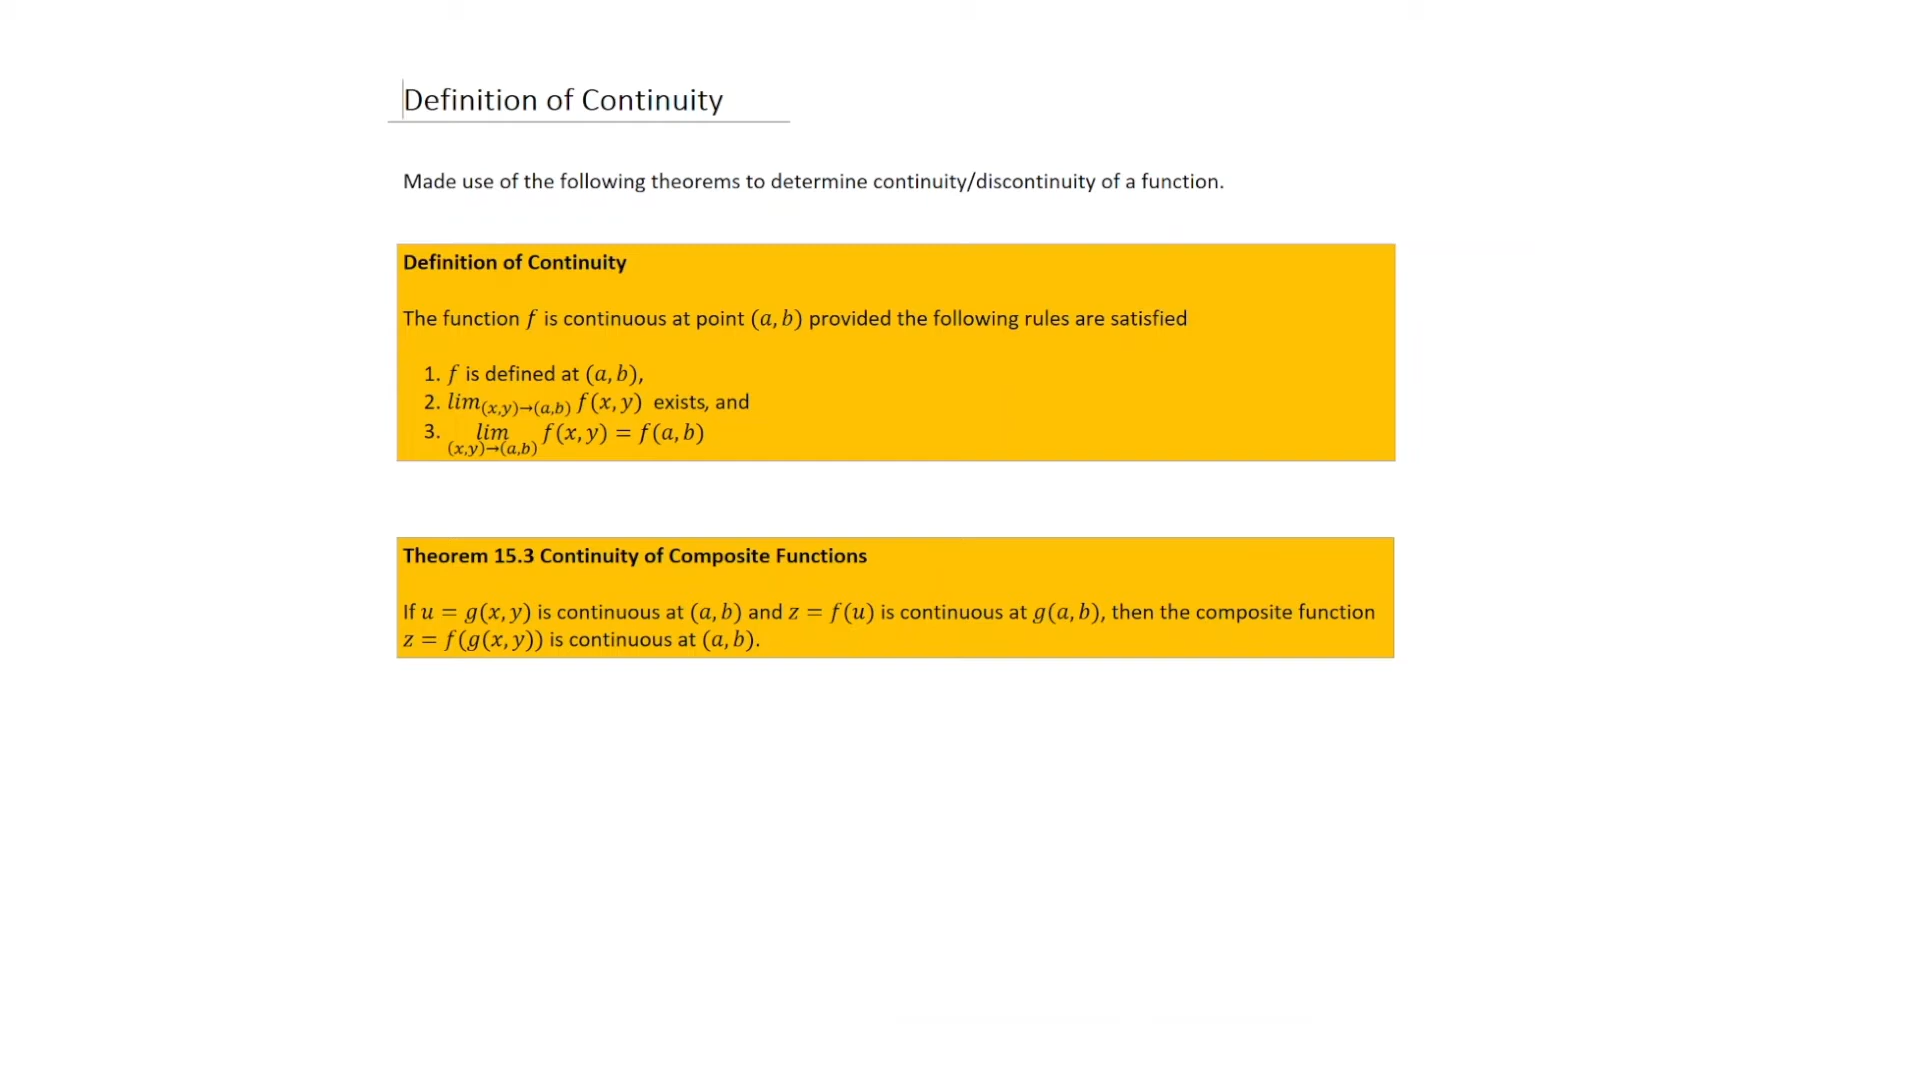 Definition of Continuity
Made use of the following theorems to determine continuity/discontinuity of a function.
Definition of Continuity
The function f is continuous at point (a, b) provided the following rules are satisfied
1. f is defined at (a, b),
2. lim(x,y)→(a,b) f(x, y) exists, and
3. lim(x,y)→(a,b) f(x, y) = f(a, b)
Theorem 15.3 Continuity of Composite Functions
If u = g(x, y) is continuous at (a, b) and z = f(u) is continuous at g(a, b), then the composite function
z = f(g(x, y)) is continuous at (a, b).